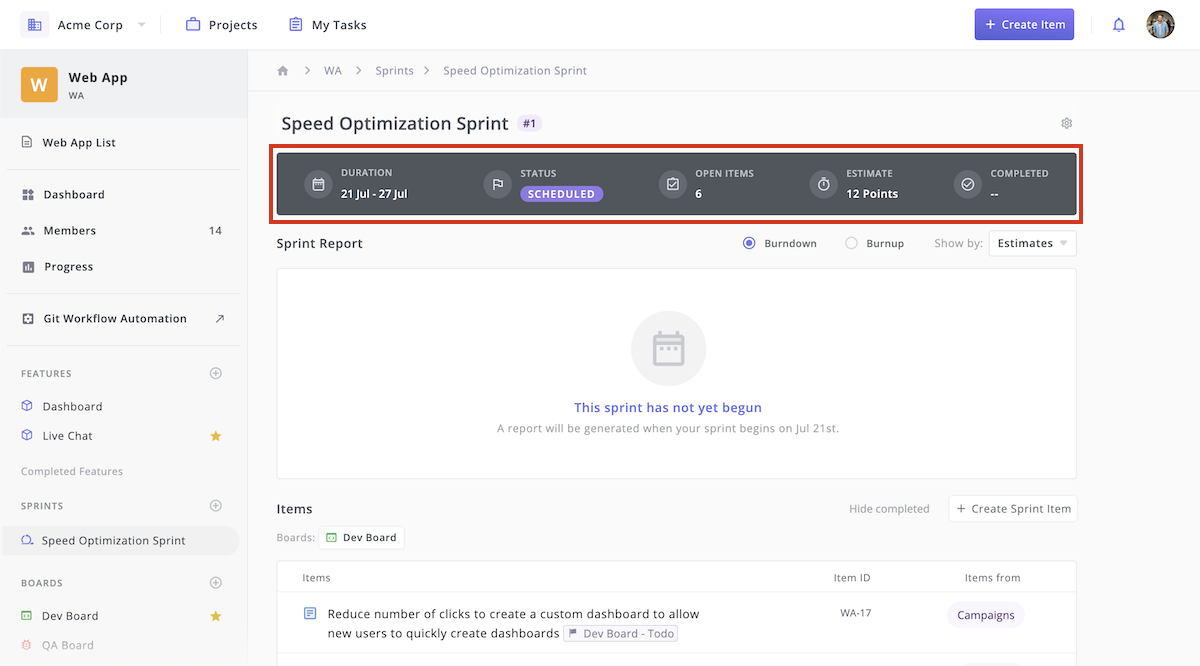 Acme Corp
Projects
My Tasks
+ Create Item
W
Web App
WA
Web App List
Dashboard
Members 14
Progress
Git Workflow Automation
FEATURES
Dashboard
Live Chat
Completed Features
SPRINTS
Speed Optimization Sprint
BOARDS
Dev Board
QA Board
WA > Sprints > Speed Optimization Sprint
Speed Optimization Sprint #1
DURATION
21 Jul - 27 Jul
STATUS
SCHEDULED
OPEN ITEMS
6
ESTIMATE
12 Points
COMPLETED
--
Sprint Report
Burndown
Burnup
Show by: Estimates
This sprint has not yet begun
A report will be generated when your sprint begins on Jul 21st.
Items
Hide completed
+ Create Sprint Item
Boards: Dev Board
Items Item ID Items from
Reduce number of clicks to create a custom dashboard to allow
new users to quickly create dashboards Dev Board - Todo
WA-17
Campaigns